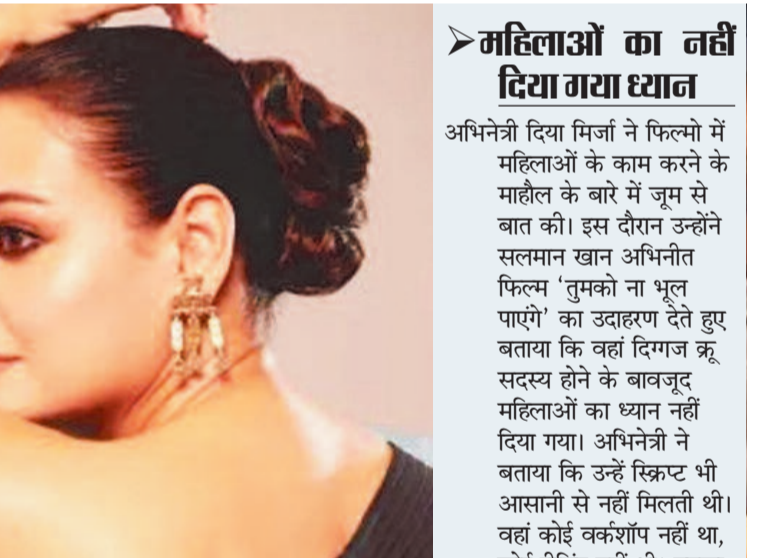 ➤महिलाओं का नहीं
दिया गया ध्यान
अभिनेत्री दिया मिर्जा ने फिल्मो में
महिलाओं के काम करने के
माहौल के बारे में जूम से
बात की। इस दौरान उन्होंने
सलमान खान अभिनीत
फिल्म ‘तुमको ना भूल
पाएंगे’ का उदाहरण देते हुए
बताया कि वहां दिग्गज क्रू
सदस्य होने के बावजूद
महिलाओं का ध्यान नहीं
दिया गया। अभिनेत्री ने
बताया कि उन्हें स्क्रिप्ट भी
आसानी से नहीं मिलती थी।
वहां कोई वर्कशॉप नहीं था,